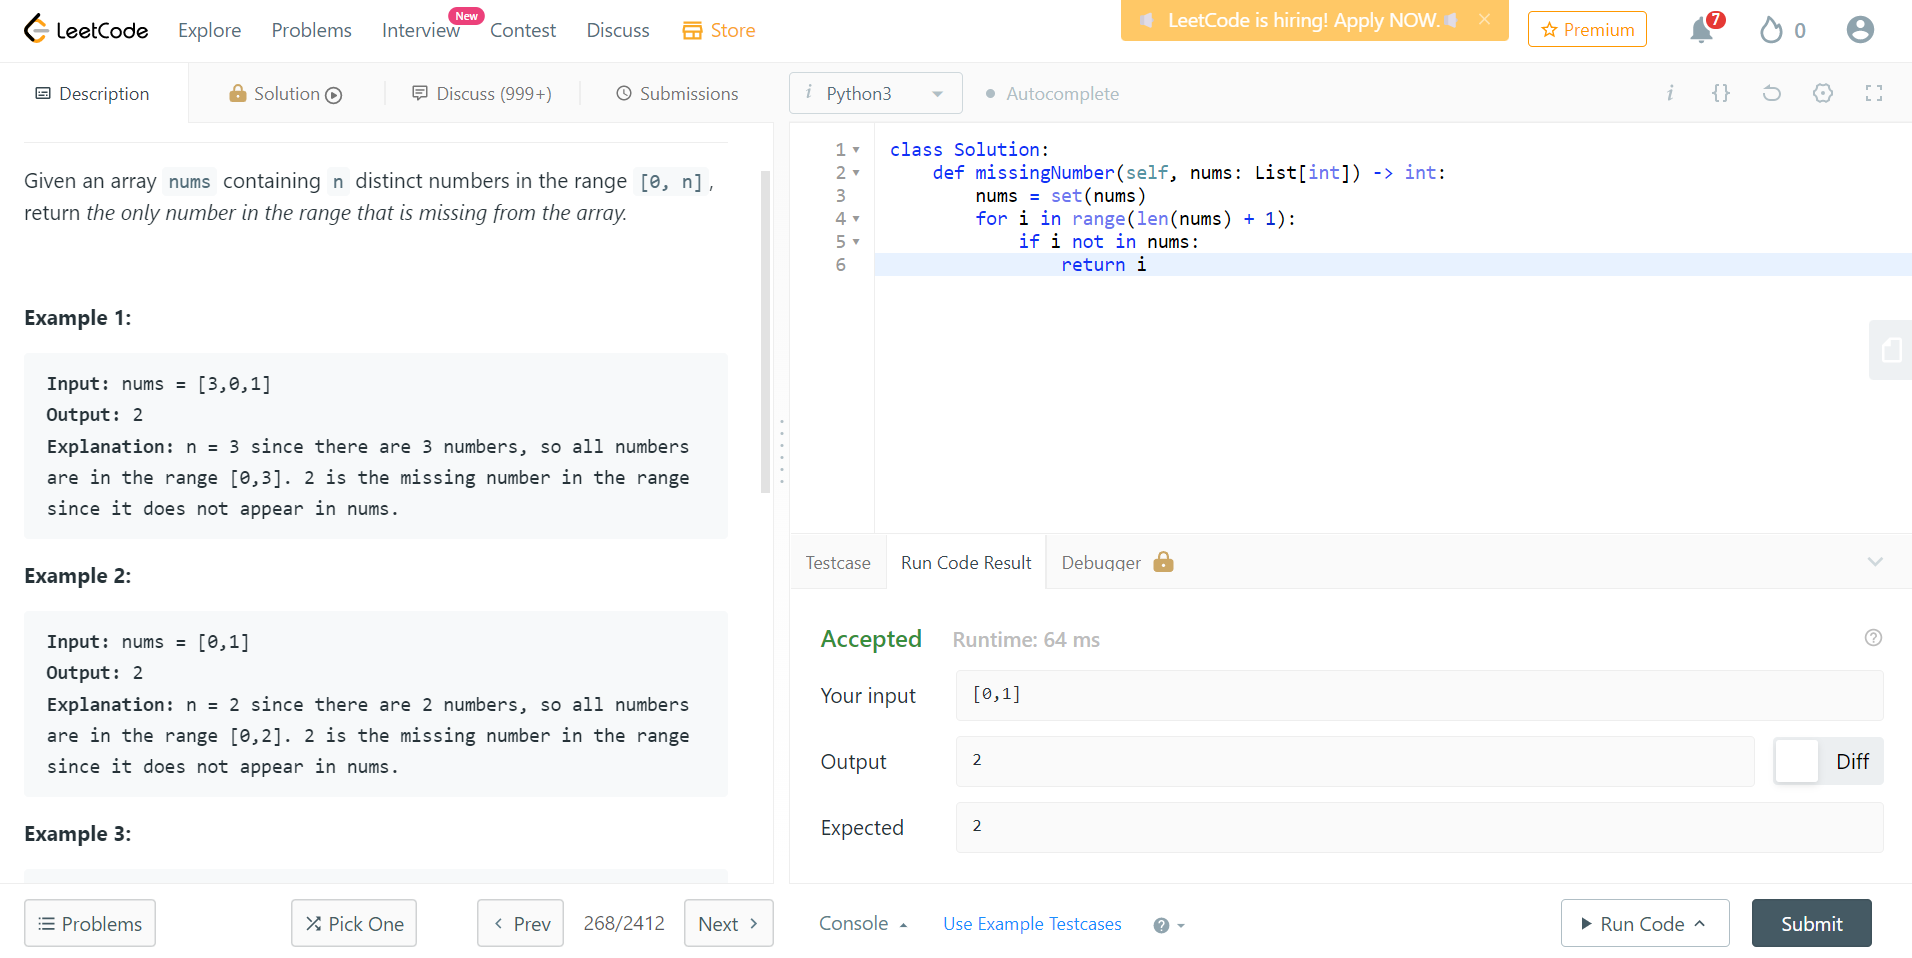 LeetCode Explore Problems Interview New Contest Discuss Store LeetCode is hiring! Apply NOW. × Premium 7 0
Description Solution Discuss (999+) Submissions i Python3 Autocomplete i {}
Given an array nums containing n distinct numbers in the range [0, n],
return the only number in the range that is missing from the array.
Example 1:
Input: nums = [3,0,1]
Output: 2
Explanation: n = 3 since there are 3 numbers, so all numbers
are in the range [0,3]. 2 is the missing number in the range
since it does not appear in nums.
Example 2:
Input: nums = [0,1]
Output: 2
Explanation: n = 2 since there are 2 numbers, so all numbers
are in the range [0,2]. 2 is the missing number in the range
since it does not appear in nums.
Example 3:
1 class Solution:
2     def missingNumber(self, nums: List[int]) -> int:
3         nums = set(nums)
4         for i in range(len(nums) + 1):
5             if i not in nums:
6                 return i
Testcase Run Code Result Debugger
Accepted Runtime: 64 ms ?
Your input [0,1]
Output 2 Diff
Expected 2
Problems Pick One < Prev 268/2412 Next > Console Use Example Testcases ? Run Code Submit